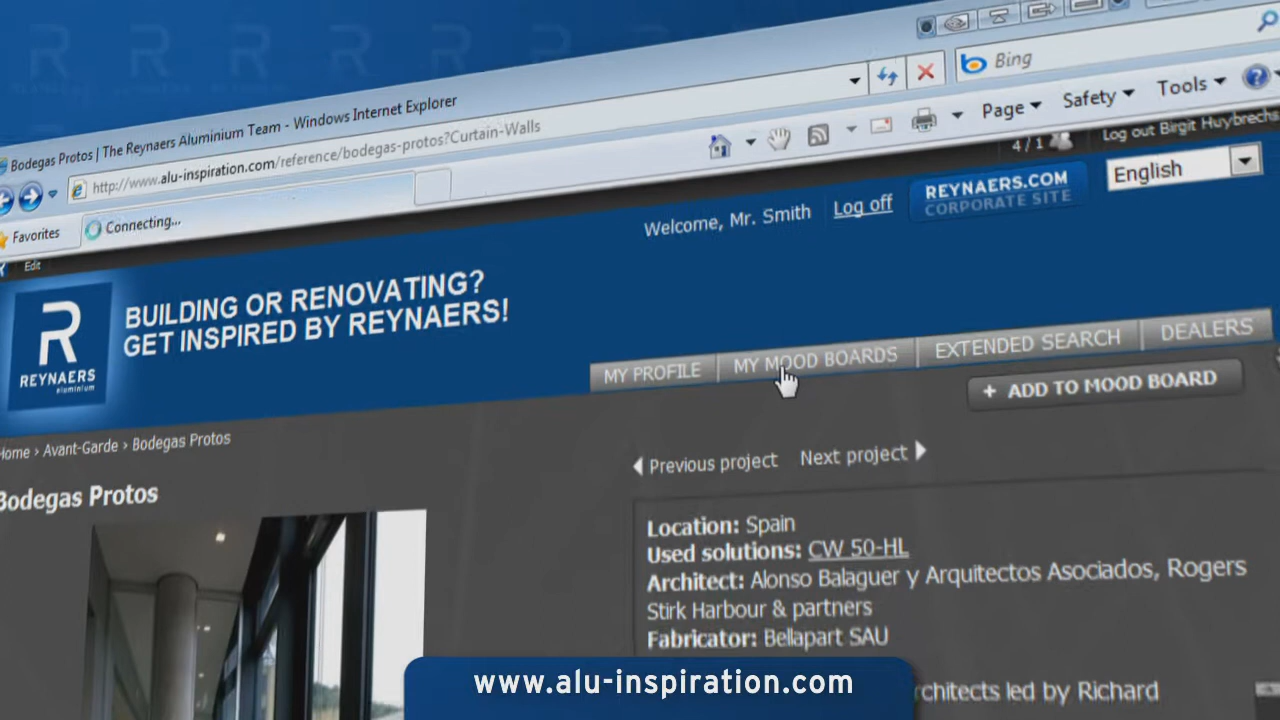 Bodegas Protos | The Reynaers Aluminium Team - Windows Internet Explorer
http://www.alu-inspiration.com/reference/bodegas-protos?Curtain-Walls
Bing
Favorites
Connecting...
Page
Safety
Tools
Edit
4 / 1
Log out Birgit Huybrechs
Welcome, Mr. Smith
Log off
REYNAERS.COM
CORPORATE SITE
English
R
REYNAERS
aluminium
BUILDING OR RENOVATING?
GET INSPIRED BY REYNAERS!
MY PROFILE
MY MOOD BOARDS
EXTENDED SEARCH
DEALERS
+ ADD TO MOOD BOARD
Home > Avant-Garde > Bodegas Protos
Previous project
Next project
Bodegas Protos
Location: Spain
Used solutions: CW 50-HL
Architect: Alonso Balaguer y Arquitectos Asociados, Rogers
Stirk Harbour & partners
Fabricator: Bellapart SAU
rchitects led by Richard
www.alu-inspiration.com